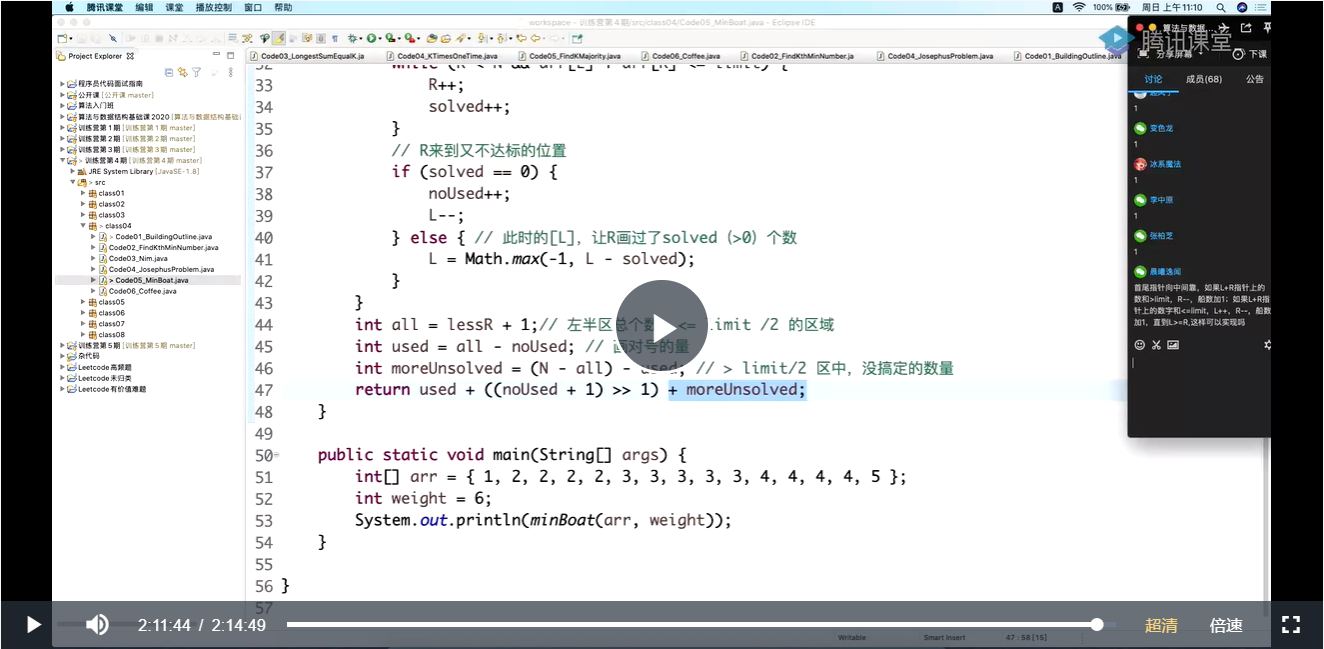 腾讯课堂 编辑 课堂 播放控制 窗口 帮助
100% 周日 上午11:10
workspace - 训练营第4期/src/class04/Code05_MinBoat.java - Eclipse IDE
Project Explorer
Code03_LongestSumEqualK.ja
Code04_KTimesOneTime.java
Code05_FindKMajority.java
Code06_Coffee.java
Code02_FindKthMinNumber.ja
Code04_JosephusProblem.java
Code01_BuildingOutline.java
程序员代码面试指南
公开课 [公开课 master]
算法入门班
算法与数据结构基础课2020 [算法与数据结构基础
训练营第1期 [训练营第1期 master]
训练营第2期 [训练营第2期 master]
训练营第3期 [训练营第3期 master]
> 训练营第4期 [训练营第4期 master]
JRE System Library [JavaSE-1.8]
> src
class01
class02
class03
> class04
> Code01_BuildingOutline.java
Code02_FindKthMinNumber.java
Code03_Nim.java
Code04_JosephusProblem.java
> Code05_MinBoat.java
Code06_Coffee.java
class05
class06
class07
class08
训练营第5期 [训练营第5期 master]
杂代码
Leetcode高频题
Leetcode未归类
Leetcode有价值难题
32 while (R < N && arr[L] + arr[R] <= limit) {
33 R++;
34 solved++;
35 }
36 // R来到又不达标的位置
37 if (solved == 0) {
38 noUsed++;
39 L--;
40 } else { // 此时的[L]，让R画过了solved（>0）个数
41 L = Math.max(-1, L - solved);
42 }
43 }
44 int all = lessR + 1;// 左半区总个数 <= limit /2 的区域
45 int used = all - noUsed; // 画对号的量
46 int moreUnsolved = (N - all) - used; // > limit/2 区中，没搞定的数量
47 return used + ((noUsed + 1) >> 1) + moreUnsolved;
48 }
49
50 public static void main(String[] args) {
51 int[] arr = { 1, 2, 2, 2, 2, 3, 3, 3, 3, 3, 4, 4, 4, 4, 5 };
52 int weight = 6;
53 System.out.println(minBoat(arr, weight));
54 }
55
56 }
57
算法与数据...
腾讯课堂
分享屏幕
下课
讨论 成员(68) 公告
1
变色龙
1
冰系魔法
1
李中原
1
张柏芝
1
晨曦逸闻
首尾指针向中间靠，如果L+R指针上的
数和>limit，R--，船数加1；如果L+R指
针上的数字和<=limit，L++，R--，船数
加1，直到L>=R,这样可以实现吗
2:11:44 / 2:14:49
超清 倍速
Writable
Smart Insert
47 : 58 [15]